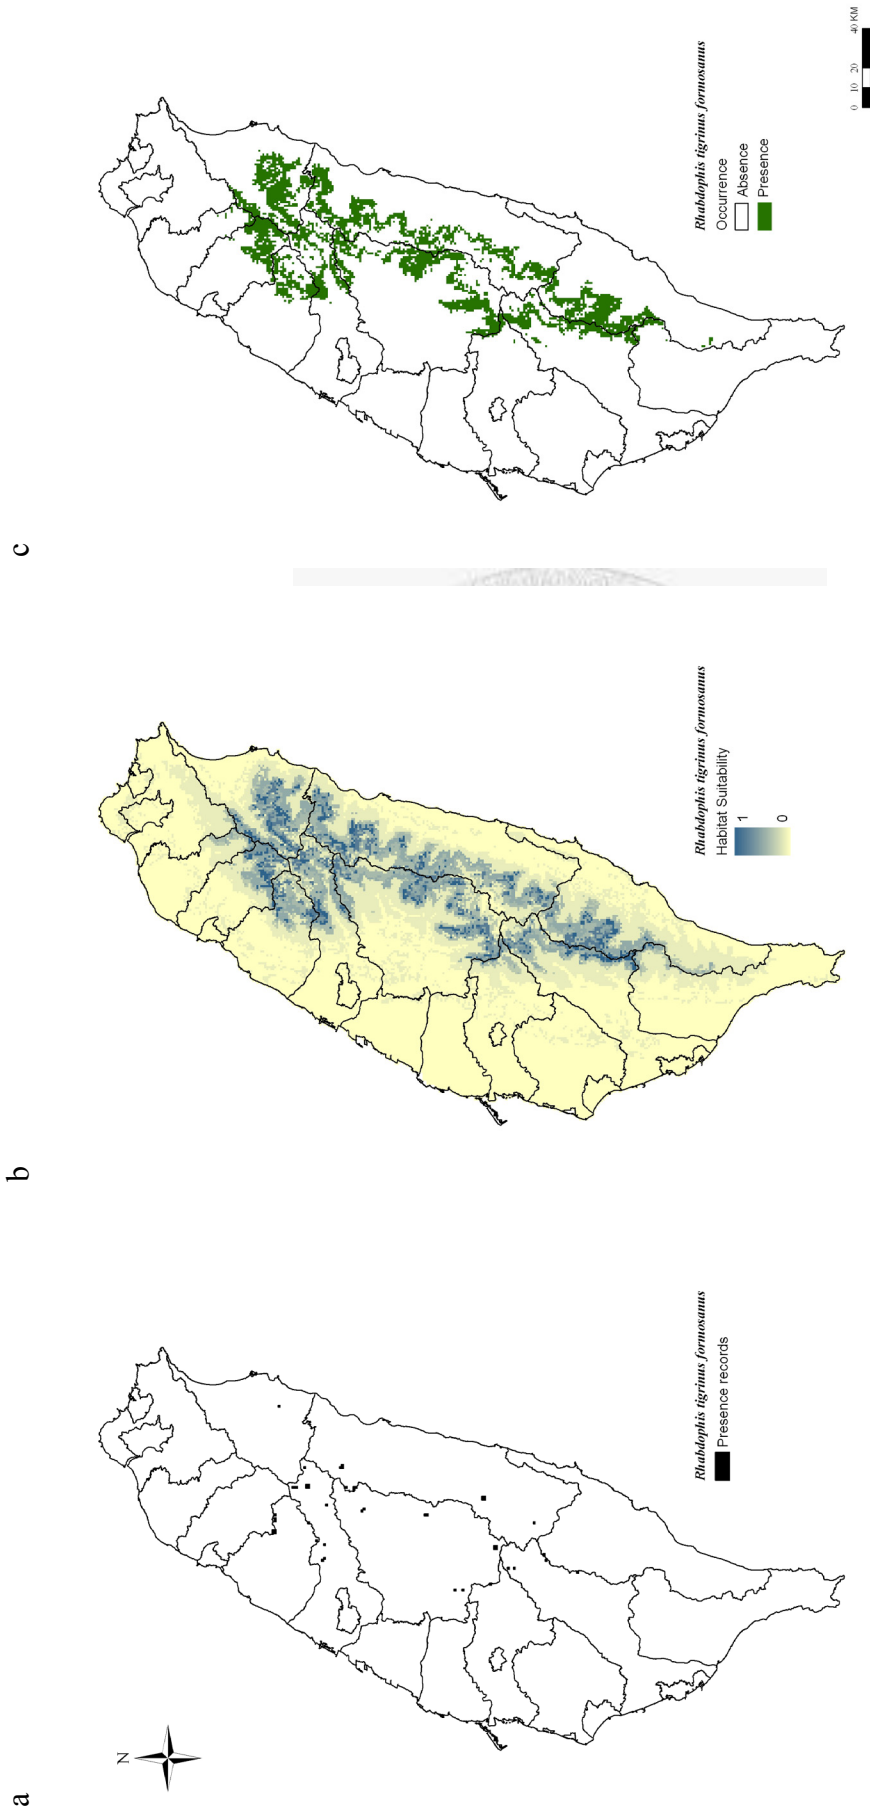 a
N
Rhabdophis tigrinus formosanus
Presence records
b
Rhabdophis tigrinus formosanus
Habitat Suitability
1
0
c
Rhabdophis tigrinus formosanus
Occurrence
Absence
Presence
0 10 20 40 KM